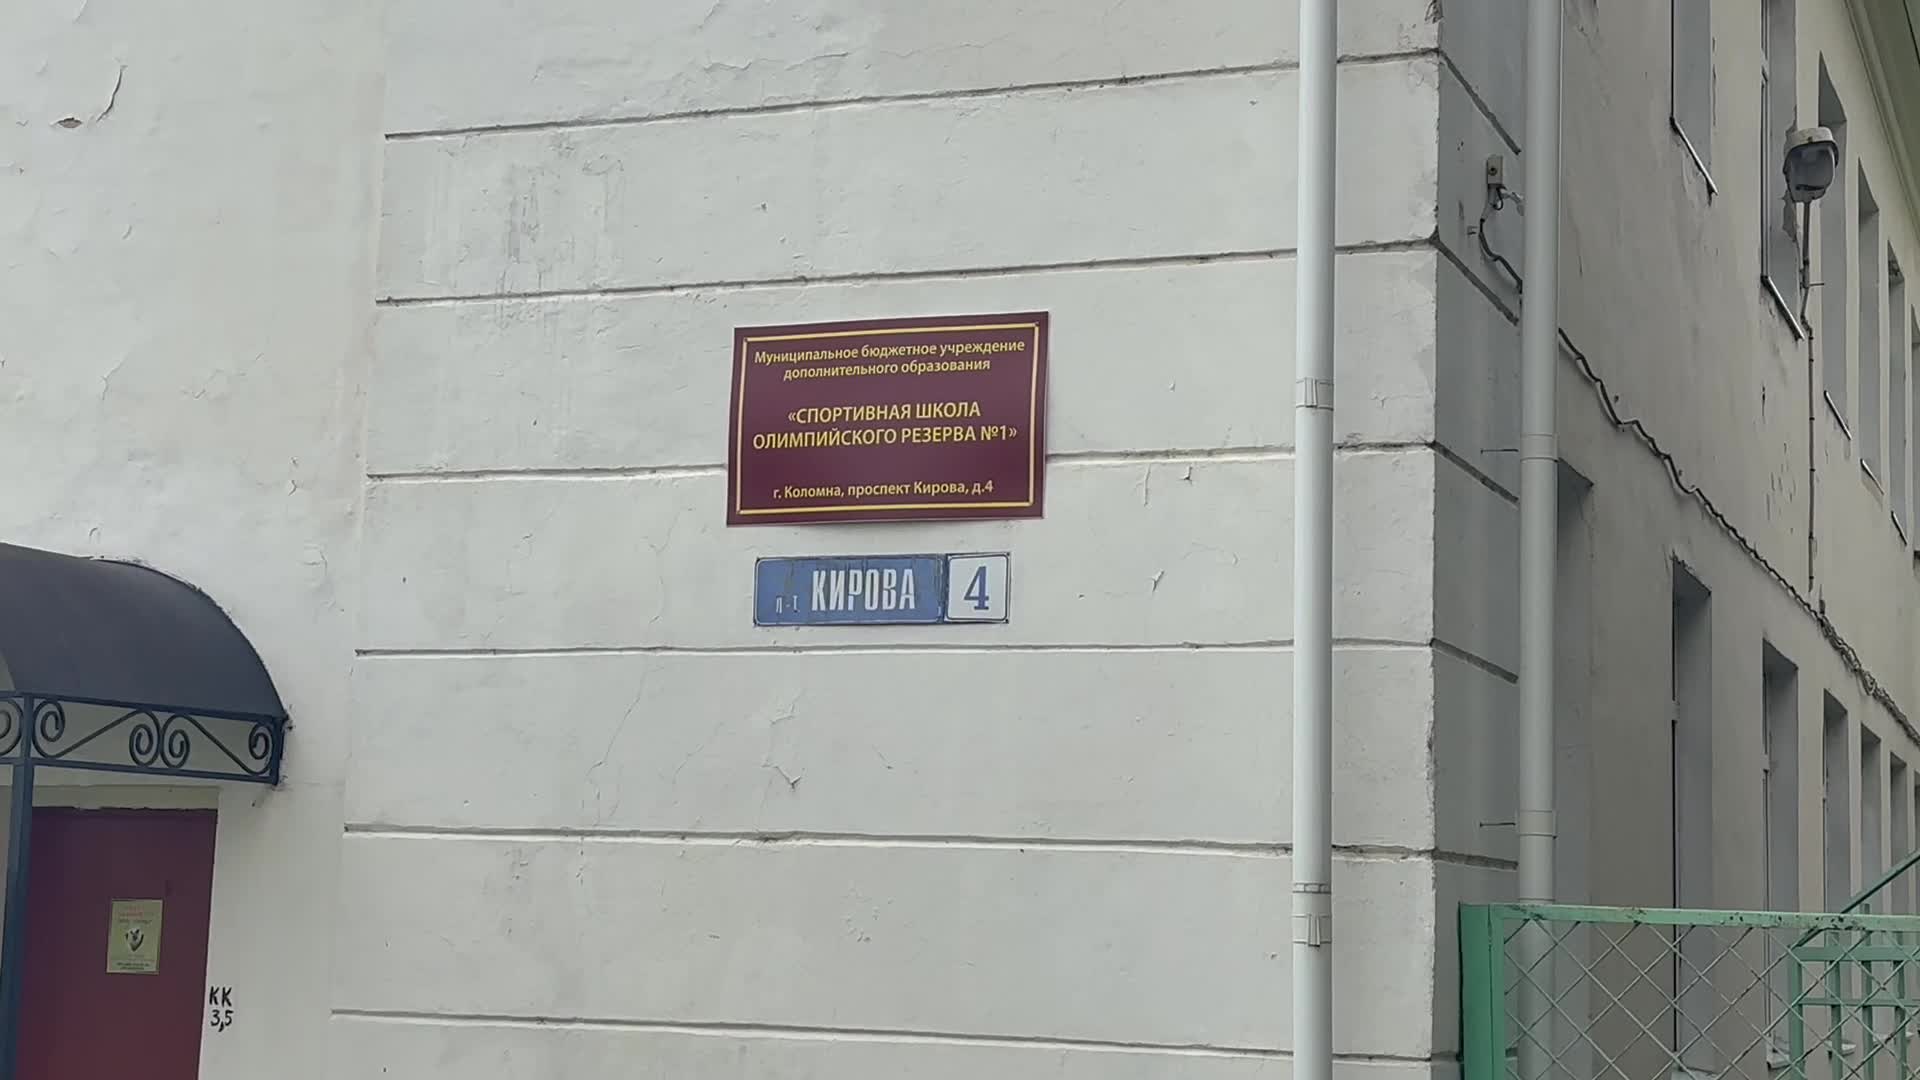 Муниципальное бюджетное учреждение
дополнительного образования
«СПОРТИВНАЯ ШКОЛА
ОЛИМПИЙСКОГО РЕЗЕРВА №1»
г. Коломна, проспект Кирова, д.4
п-т. КИРОВА 4
КК
3,5